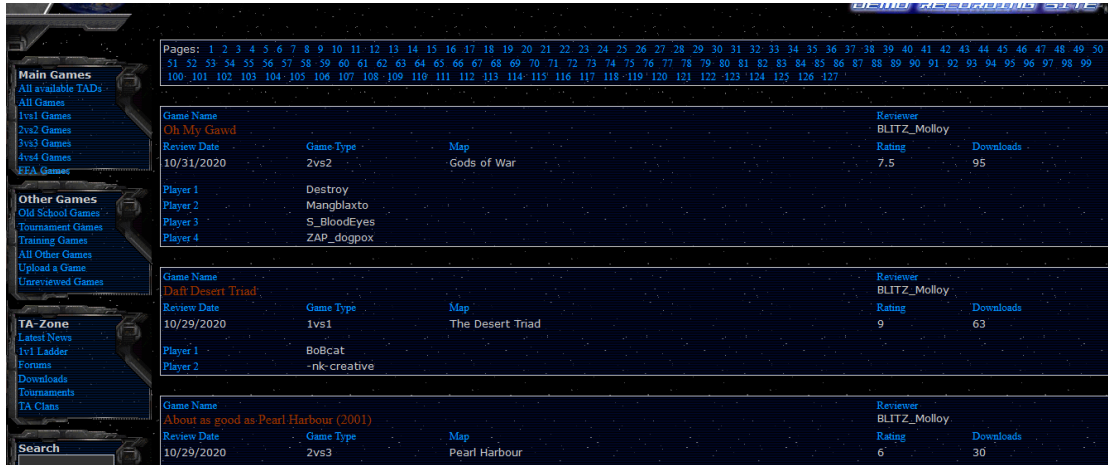 DEMO RECORDING SITE
Pages: 1 2 3 4 5 6 7 8 9 10 11 12 13 14 15 16 17 18 19 20 21 22 23 24 25 26 27 28 29 30 31 32 33 34 35 36 37 38 39 40 41 42 43 44 45 46 47 48 49 50
51 52 53 54 55 56 57 58 59 60 61 62 63 64 65 66 67 68 69 70 71 72 73 74 75 76 77 78 79 80 81 82 83 84 85 86 87 88 89 90 91 92 93 94 95 96 97 98 99
100 101 102 103 104 105 106 107 108 109 110 111 112 113 114 115 116 117 118 119 120 121 122 123 124 125 126 127
Main Games
All available TADs
All Games
1vs1 Games
2vs2 Games
3vs3 Games
4vs4 Games
FFA Games
Other Games
Old School Games
Tournament Games
Training Games
All Other Games
Upload a Game
Unreviewed Games
TA-Zone
Latest News
1v1 Ladder
Forums
Downloads
Tournaments
TA Clans
Search
Game Name Reviewer
Oh My Gawd BLITZ_Molloy
Review Date Game Type Map Rating Downloads
10/31/2020 2vs2 Gods of War 7.5 95
Player 1 Destroy
Player 2 Mangblaxto
Player 3 S_BloodEyes
Player 4 ZAP_dogpox
Game Name Reviewer
Daft Desert Triad BLITZ_Molloy
Review Date Game Type Map Rating Downloads
10/29/2020 1vs1 The Desert Triad 9 63
Player 1 BoBcat
Player 2 -nk-creative
Game Name Reviewer
About as good as Pearl Harbour (2001) BLITZ_Molloy
Review Date Game Type Map Rating Downloads
10/29/2020 2vs3 Pearl Harbour 6 30